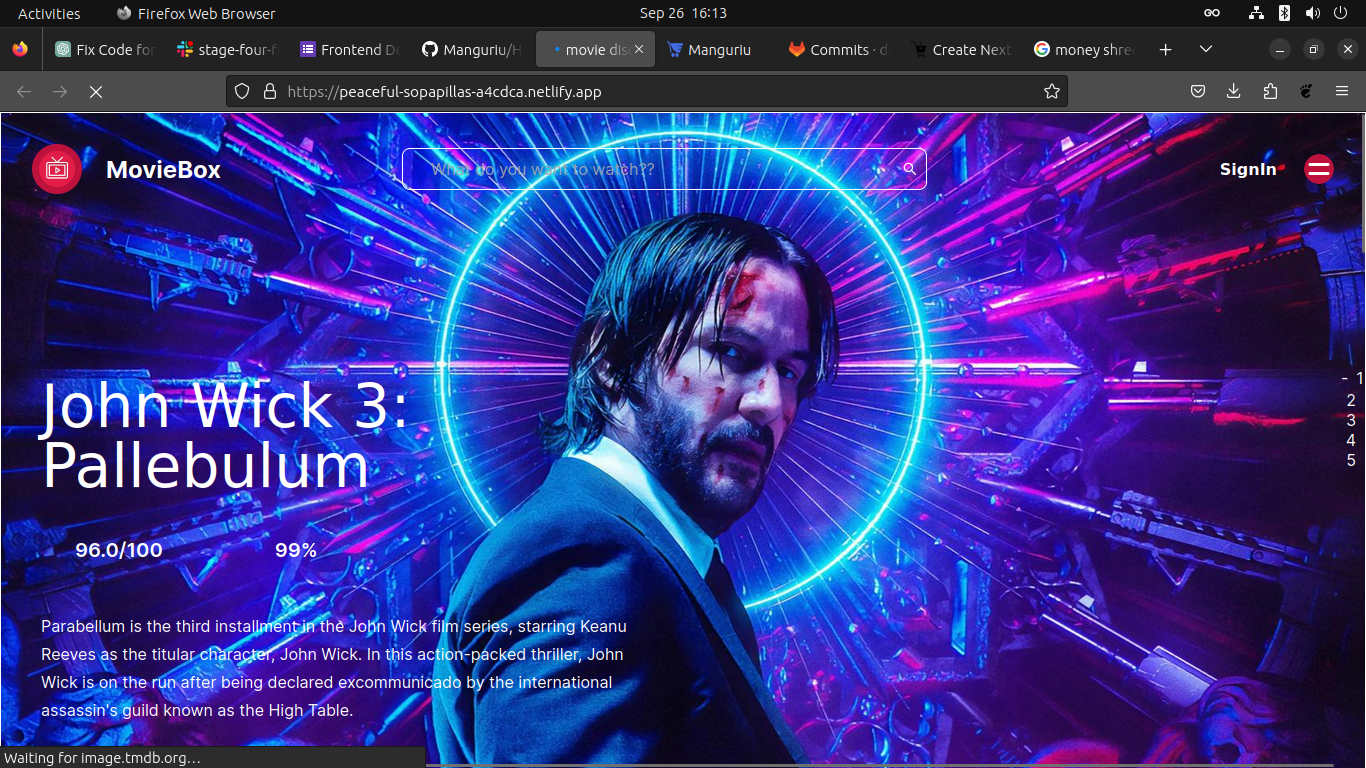 Activities
Firefox Web Browser
Sep 26 16:13
Fix Code for
stage-four-f
Frontend De
Manguriu/H
movie dis
Manguriu
Commits · d
Create Next
money shre
https://peaceful-sopapillas-a4cdca.netlify.app
MovieBox
What do you want to watch??
SignIn
John Wick 3:
Pallebulum
- 1
2
3
4
5
96.0/100
99%
Parabellum is the third installment in the John Wick film series, starring Keanu
Reeves as the titular character, John Wick. In this action-packed thriller, John
Wick is on the run after being declared excommunicado by the international
assassin's guild known as the High Table.
Waiting for image.tmdb.org…